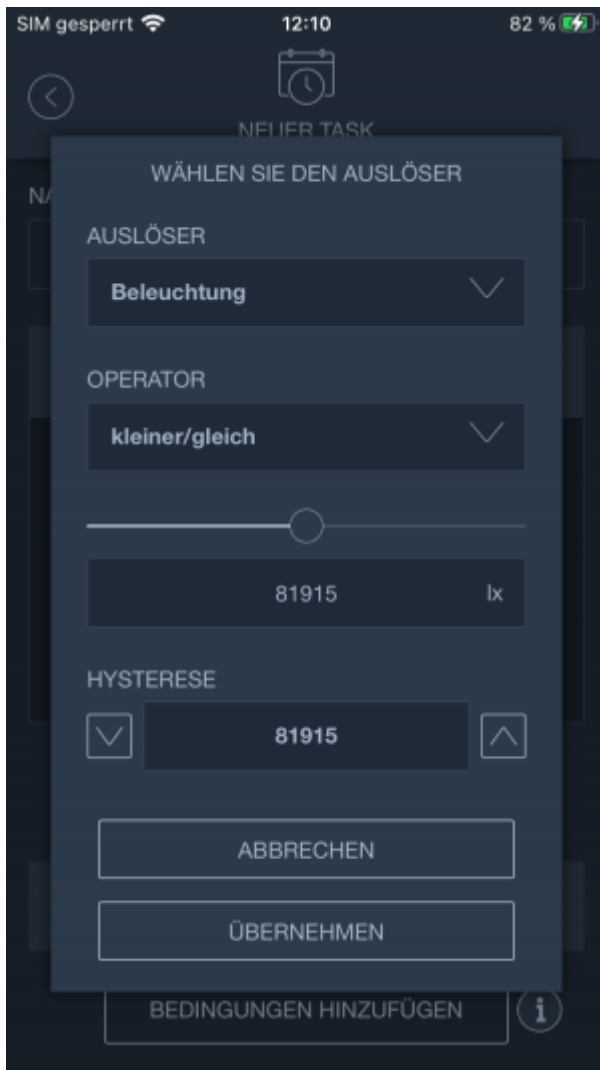 SIM gesperrt 12:10 82 %
NEUER TASK
WÄHLEN SIE DEN AUSLÖSER
AUSLÖSER
Beleuchtung
OPERATOR
kleiner/gleich
81915 lx
HYSTERESE
81915
ABBRECHEN
ÜBERNEHMEN
BEDINGUNGEN HINZUFÜGEN i